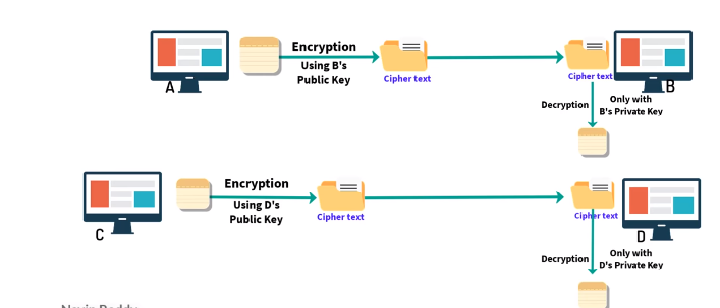 Encryption
Using B's
Public Key
Cipher text
Cipher text
A
B
Decryption
Only with
B's Private Key
Encryption
Using D's
Public Key
Cipher text
Cipher text
C
D
Decryption
Only with
D's Private Key